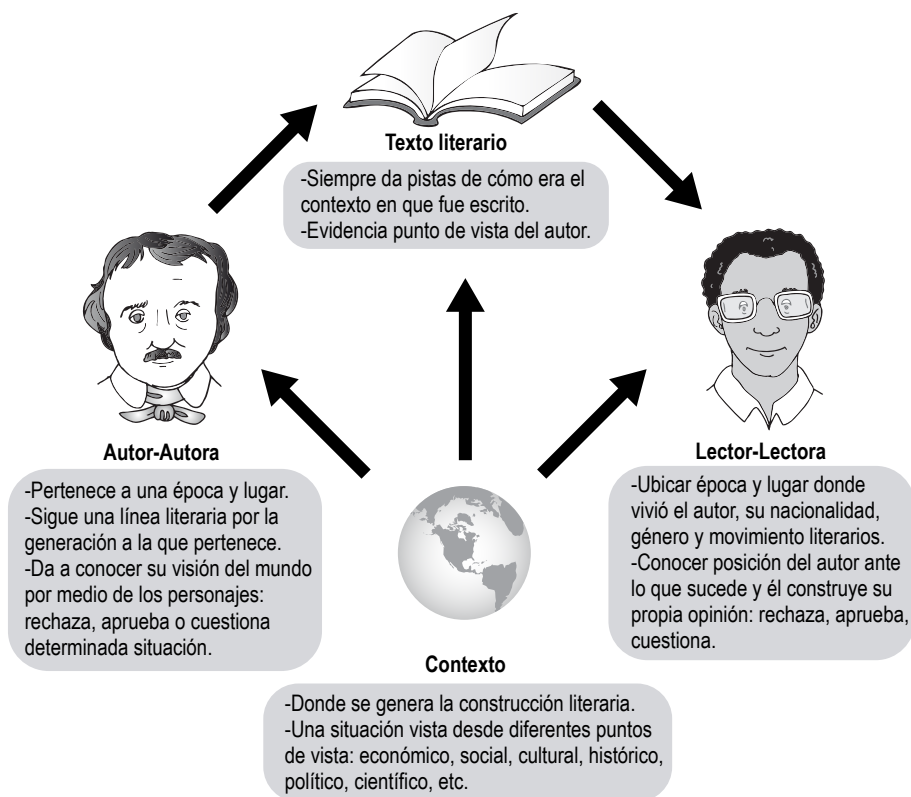 Texto literario
-Siempre da pistas de cómo era el
contexto en que fue escrito.
-Evidencia punto de vista del autor.
Autor-Autora
-Pertenece a una época y lugar.
-Sigue una línea literaria por la
generación a la que pertenece.
-Da a conocer su visión del mundo
por medio de los personajes:
rechaza, aprueba o cuestiona
determinada situación.
Lector-Lectora
-Ubicar época y lugar donde
vivió el autor, su nacionalidad,
género y movimiento literarios.
-Conocer posición del autor ante
lo que sucede y él construye su
propia opinión: rechaza, aprueba,
cuestiona.
Contexto
-Donde se genera la construcción literaria.
-Una situación vista desde diferentes puntos
de vista: económico, social, cultural, histórico,
político, científico, etc.